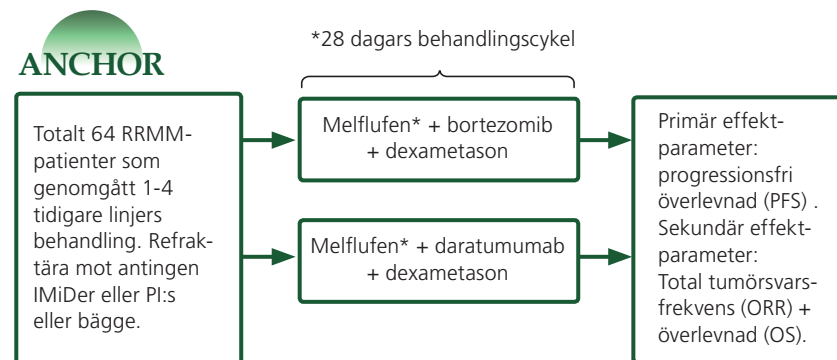 *28 dagars behandlingscykel
ANCHOR
Totalt 64 RRMM-
patienter som
genomgått 1-4
tidigare linjers
behandling. Refrak-
tära mot antingen
IMiDer eller PI:s
eller bägge.
Melflufen* + bortezomib
+ dexametason
Melflufen* + daratumumab
+ dexametason
Primär effekt-
parameter:
progressionsfri
överlevnad (PFS) .
Sekundär effekt-
parameter:
Total tumörsvars-
frekvens (ORR) +
överlevnad (OS).